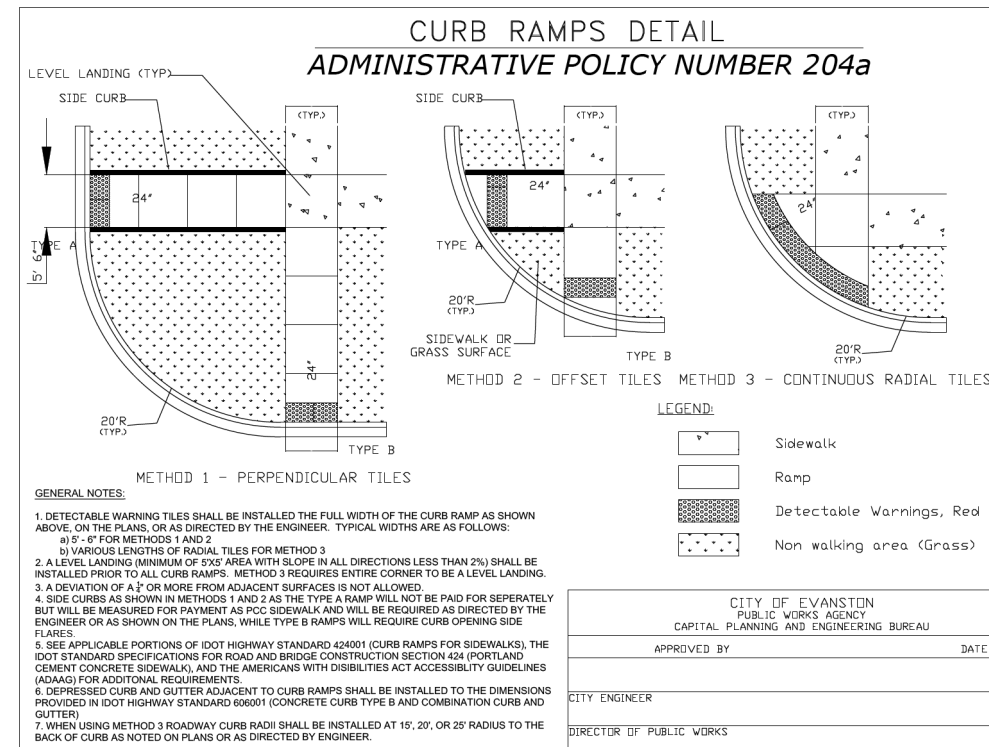 CURB RAMPS DETAIL
ADMINISTRATIVE POLICY NUMBER 204a
LEVEL LANDING (TYP)
SIDE CURB
(TYP.)
24"
TYPE A
5' 6"
24"
20'R
(TYP.)
TYPE B
METHOD 1 - PERPENDICULAR TILES
SIDE CURB
(TYP.)
24"
TYPE A
20'R
(TYP.)
SIDEWALK OR
GRASS SURFACE
TYPE B
METHOD 2 - OFFSET TILES
(TYP.)
24"
20'R
(TYP.)
METHOD 3 - CONTINUOUS RADIAL TILES
LEGEND:
Sidewalk
Ramp
Detectable Warnings, Red
Non walking area (Grass)
GENERAL NOTES:
1. DETECTABLE WARNING TILES SHALL BE INSTALLED THE FULL WIDTH OF THE CURB RAMP AS SHOWN
ABOVE, ON THE PLANS, OR AS DIRECTED BY THE ENGINEER. TYPICAL WIDTHS ARE AS FOLLOWS:
a) 5' - 6" FOR METHODS 1 AND 2
b) VARIOUS LENGTHS OF RADIAL TILES FOR METHOD 3
2. A LEVEL LANDING (MINIMUM OF 5'X5' AREA WITH SLOPE IN ALL DIRECTIONS LESS THAN 2%) SHALL BE
INSTALLED PRIOR TO ALL CURB RAMPS. METHOD 3 REQUIRES ENTIRE CORNER TO BE A LEVEL LANDING.
3. A DEVIATION OF A ¼" OR MORE FROM ADJACENT SURFACES IS NOT ALLOWED.
4. SIDE CURBS AS SHOWN IN METHODS 1 AND 2 AS THE TYPE A RAMP WILL NOT BE PAID FOR SEPERATELY
BUT WILL BE MEASURED FOR PAYMENT AS PCC SIDEWALK AND WILL BE REQUIRED AS DIRECTED BY THE
ENGINEER OR AS SHOWN ON THE PLANS, WHILE TYPE B RAMPS WILL REQUIRE CURB OPENING SIDE
FLARES.
5. SEE APPLICABLE PORTIONS OF IDOT HIGHWAY STANDARD 424001 (CURB RAMPS FOR SIDEWALKS), THE
IDOT STANDARD SPECIFICATIONS FOR ROAD AND BRIDGE CONSTRUCTION SECTION 424 (PORTLAND
CEMENT CONCRETE SIDEWALK), AND THE AMERICANS WITH DISIBILITIES ACT ACCESSIBLITY GUIDELINES
(ADAAG) FOR ADDITONAL REQUIREMENTS.
6. DEPRESSED CURB AND GUTTER ADJACENT TO CURB RAMPS SHALL BE INSTALLED TO THE DIMENSIONS
PROVIDED IN IDOT HIGHWAY STANDARD 606001 (CONCRETE CURB TYPE B AND COMBINATION CURB AND
GUTTER)
7. WHEN USING METHOD 3 ROADWAY CURB RADII SHALL BE INSTALLED AT 15', 20', OR 25' RADIUS TO THE
BACK OF CURB AS NOTED ON PLANS OR AS DIRECTED BY ENGINEER.
CITY OF EVANSTON
PUBLIC WORKS AGENCY
CAPITAL PLANNING AND ENGINEERING BUREAU
APPROVED BY DATE
CITY ENGINEER
DIRECTOR OF PUBLIC WORKS